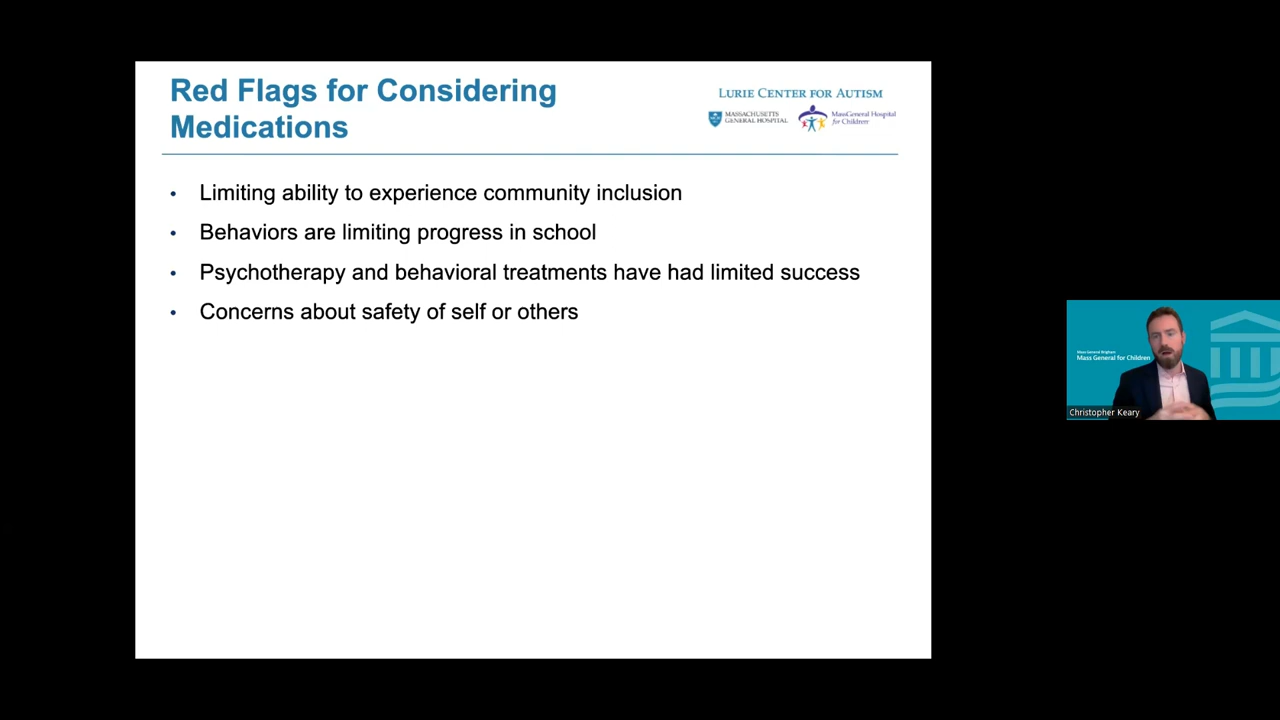 Red Flags for Considering
Medications
LURIE CENTER FOR AUTISM
MASSACHUSETTS
GENERAL HOSPITAL
MassGeneral Hospital
for Children
• Limiting ability to experience community inclusion
• Behaviors are limiting progress in school
• Psychotherapy and behavioral treatments have had limited success
• Concerns about safety of self or others
Mass General Brigham
Mass General for Children
Christopher Keary